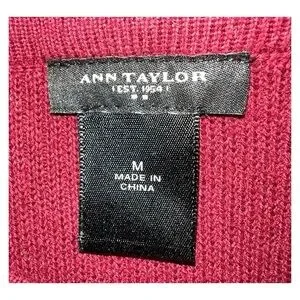 ANN TAYLOR
EST. 1954
M
MADE IN
CHINA